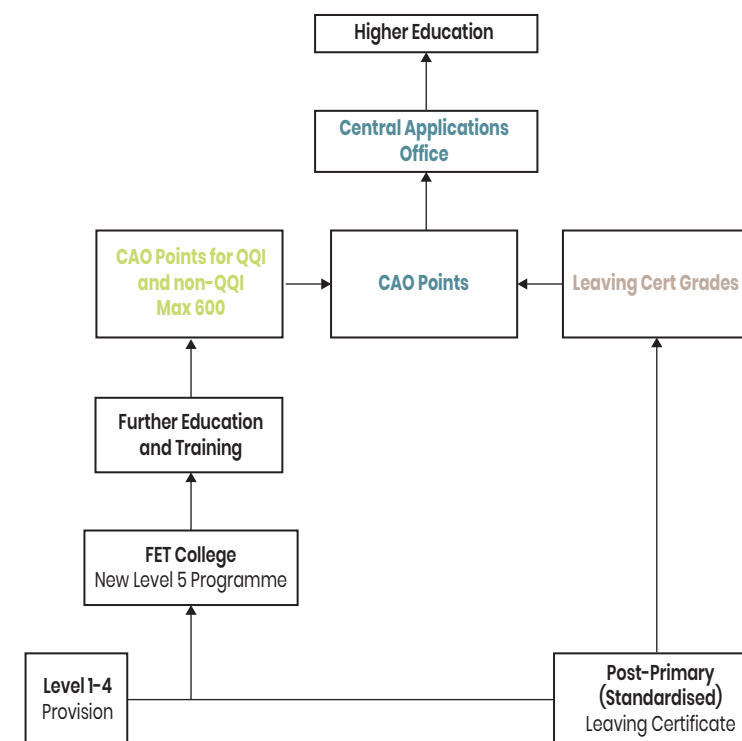 Higher Education
Central Applications
Office
CAO Points for QQI
and non-QQI
Max 600
CAO Points
Leaving Cert Grades
Further Education
and Training
FET College
New Level 5 Programme
Level 1-4
Provision
Post-Primary
(Standardised)
Leaving Certificate